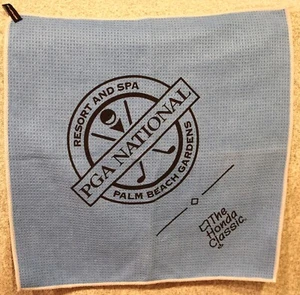 RESORT AND SPA
PGA NATIONAL
PALM BEACH GARDENS
The
Honda
Classic